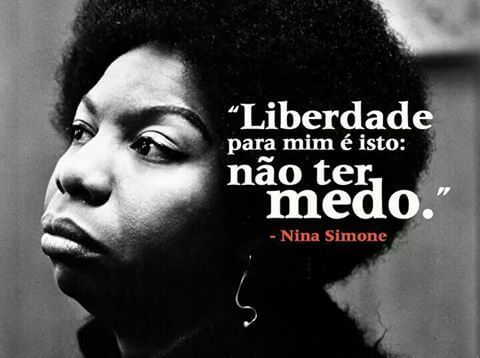 “Liberdade
para mim é isto:
não ter
medo.”
- Nina Simone